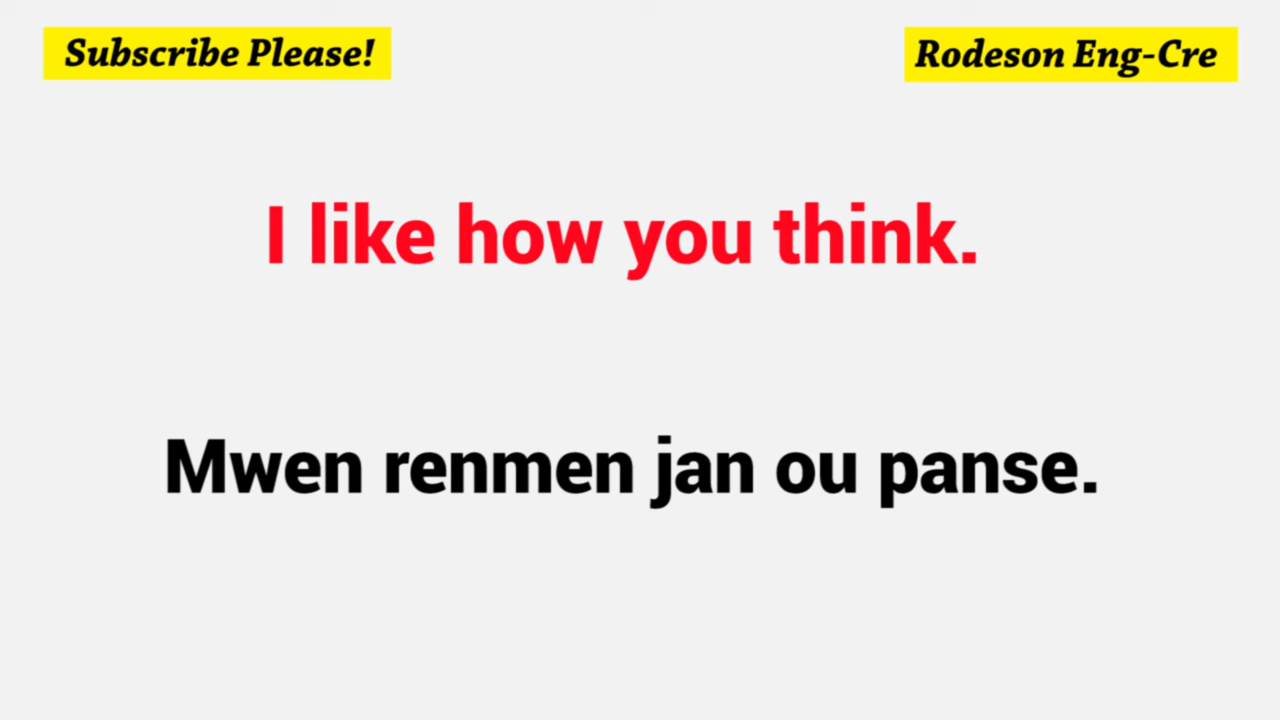 Subscribe Please!
Rodeson Eng-Cre
I like how you think.
Mwen renmen jan ou panse.